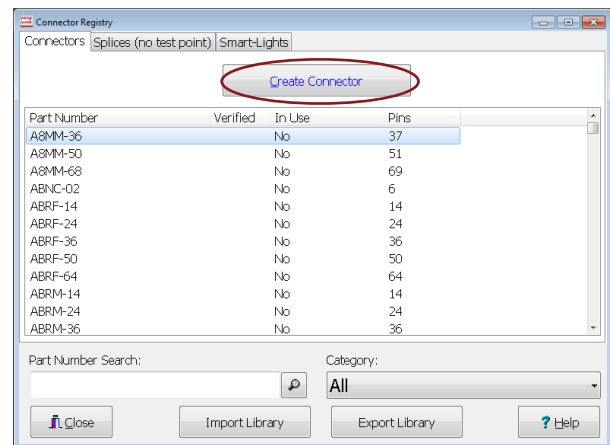 Connector Registry
Connectors Splices (no test point) Smart-Lights
Create Connector
Part Number Verified In Use Pins
A8MM-36 No 37
A8MM-50 No 51
A8MM-68 No 69
ABNC-02 No 6
ABRF-14 No 14
ABRF-24 No 24
ABRF-36 No 36
ABRF-50 No 50
ABRF-64 No 64
ABRM-14 No 14
ABRM-24 No 24
ABRM-36 No 36
Part Number Search: Category:
All
Close Import Library Export Library ? Help